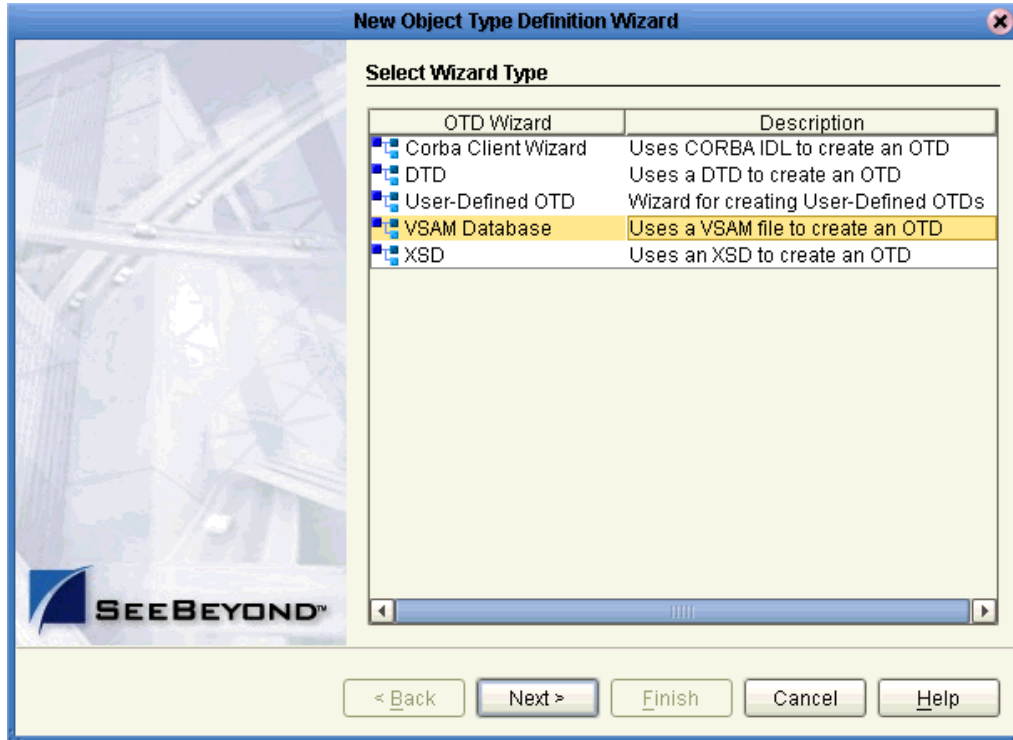 New Object Type Definition Wizard
Select Wizard Type
OTD Wizard Description
Corba Client Wizard Uses CORBA IDL to create an OTD
DTD Uses a DTD to create an OTD
User-Defined OTD Wizard for creating User-Defined OTDs
VSAM Database Uses a VSAM file to create an OTD
XSD Uses an XSD to create an OTD
SEEBEYOND™
< Back Next > Finish Cancel Help